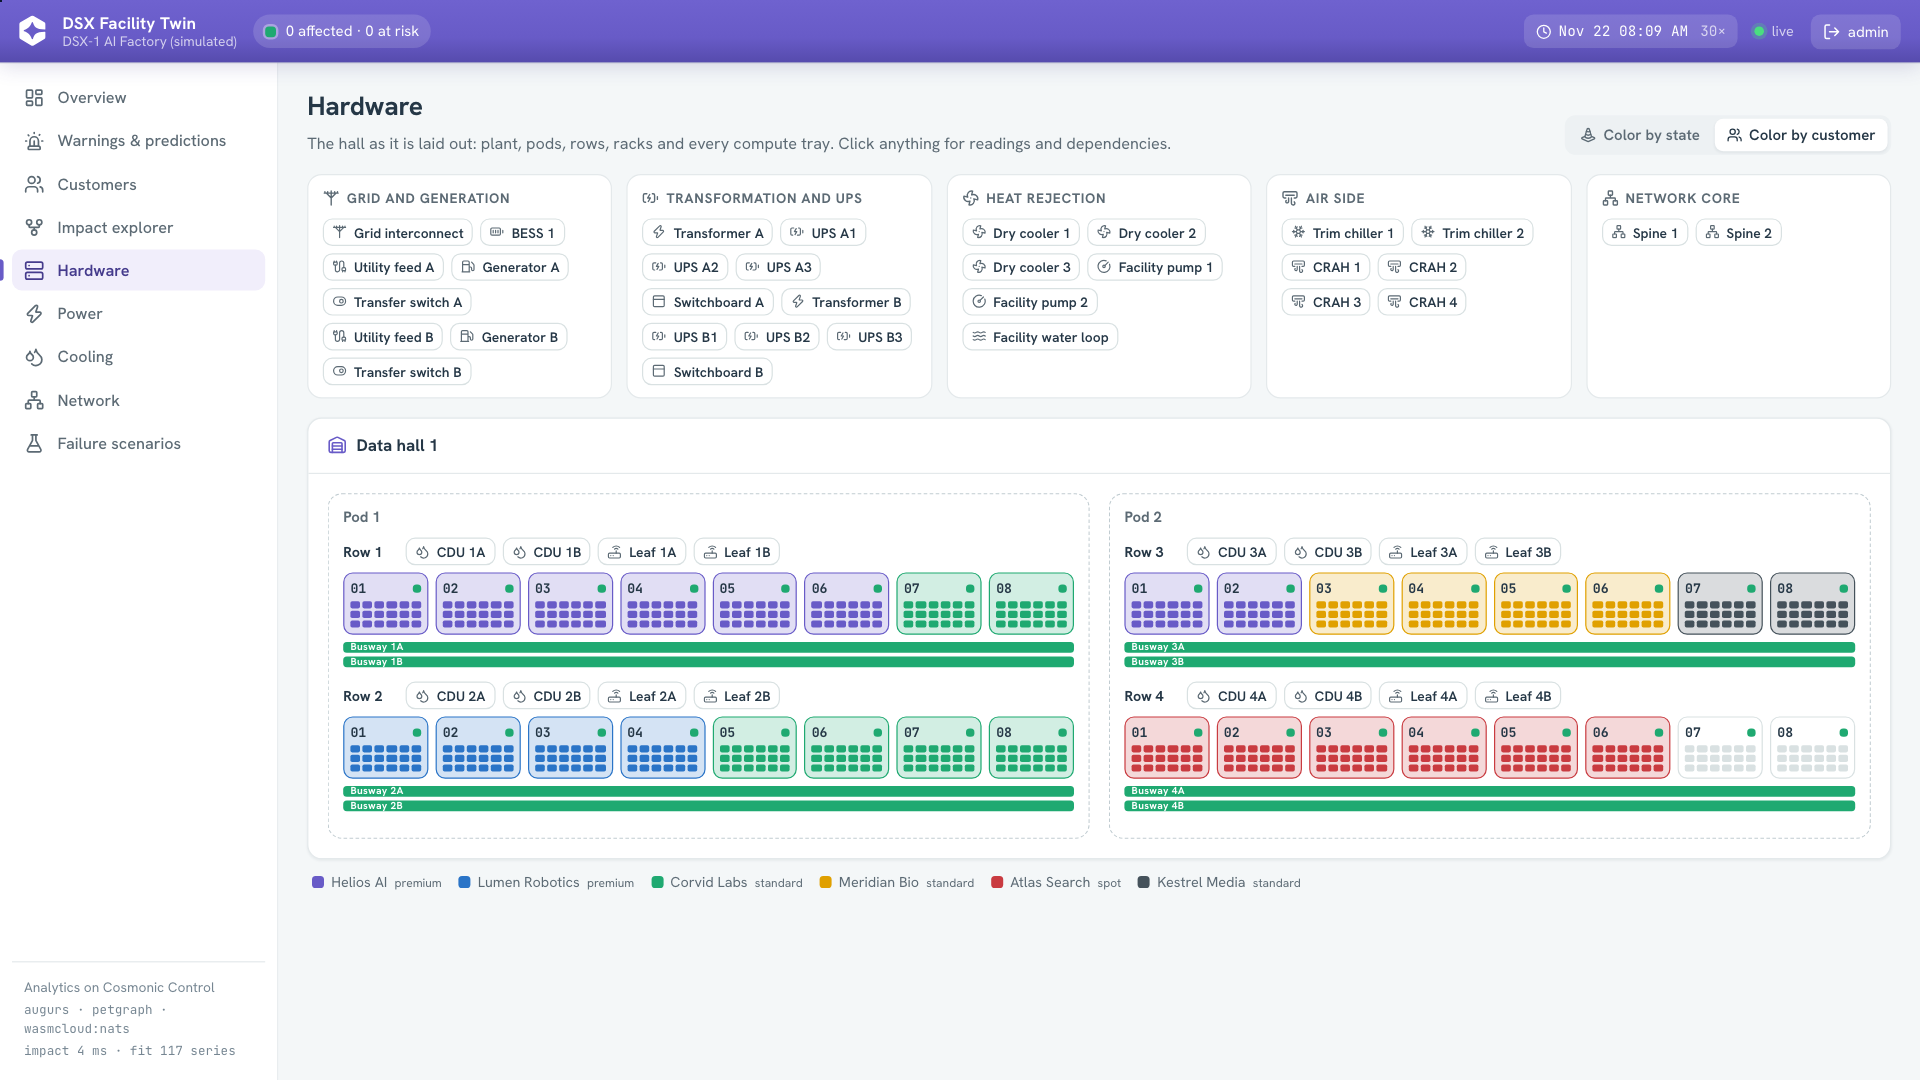 DSX Facility Twin
DSX-1 AI Factory (simulated)
0 affected · 0 at risk
Nov 22 08:09 AM 30×
live
admin
Overview
Warnings & predictions
Customers
Impact explorer
Hardware
Power
Cooling
Network
Failure scenarios
Analytics on Cosmonic Control
augurs · petgraph ·
wasmcloud:nats
impact 4 ms · fit 117 series
Hardware
The hall as it is laid out: plant, pods, rows, racks and every compute tray. Click anything for readings and dependencies.
Color by state
Color by customer
GRID AND GENERATION
Grid interconnect BESS 1
Utility feed A Generator A
Transfer switch A
Utility feed B Generator B
Transfer switch B
TRANSFORMATION AND UPS
Transformer A UPS A1
UPS A2 UPS A3
Switchboard A Transformer B
UPS B1 UPS B2 UPS B3
Switchboard B
HEAT REJECTION
Dry cooler 1 Dry cooler 2
Dry cooler 3 Facility pump 1
Facility pump 2
Facility water loop
AIR SIDE
Trim chiller 1 Trim chiller 2
CRAH 1 CRAH 2
CRAH 3 CRAH 4
NETWORK CORE
Spine 1 Spine 2
Data hall 1
Pod 1
Row 1 CDU 1A CDU 1B Leaf 1A Leaf 1B
01 02 03 04 05 06 07 08
Busway 1A
Busway 1B
Row 2 CDU 2A CDU 2B Leaf 2A Leaf 2B
01 02 03 04 05 06 07 08
Busway 2A
Busway 2B
Pod 2
Row 3 CDU 3A CDU 3B Leaf 3A Leaf 3B
01 02 03 04 05 06 07 08
Busway 3A
Busway 3B
Row 4 CDU 4A CDU 4B Leaf 4A Leaf 4B
01 02 03 04 05 06 07 08
Busway 4A
Busway 4B
Helios AI premium Lumen Robotics premium Corvid Labs standard Meridian Bio standard Atlas Search spot Kestrel Media standard